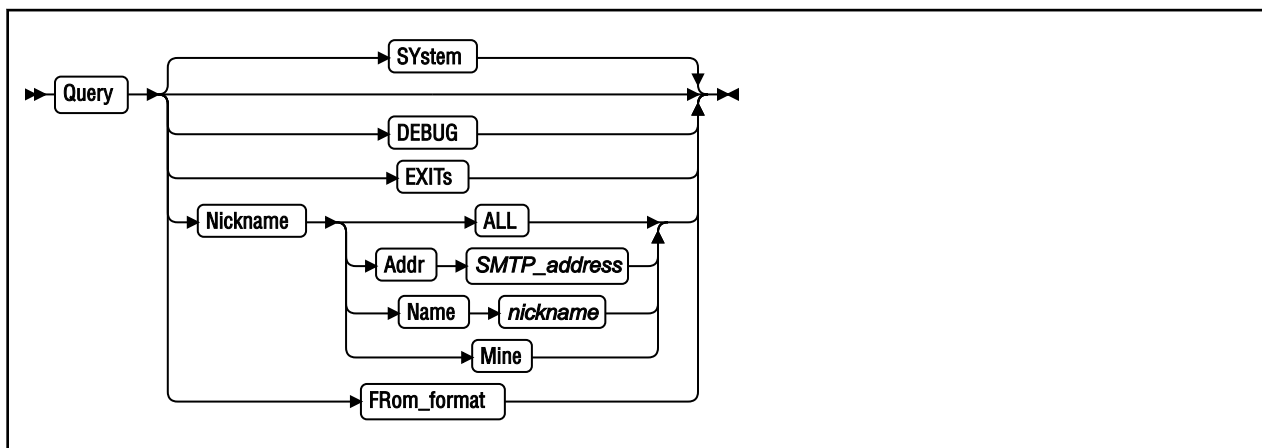 SYstem
Query
DEBUG
EXITs
Nickname
ALL
Addr
SMTP_address
Name
nickname
Mine
FRom_format